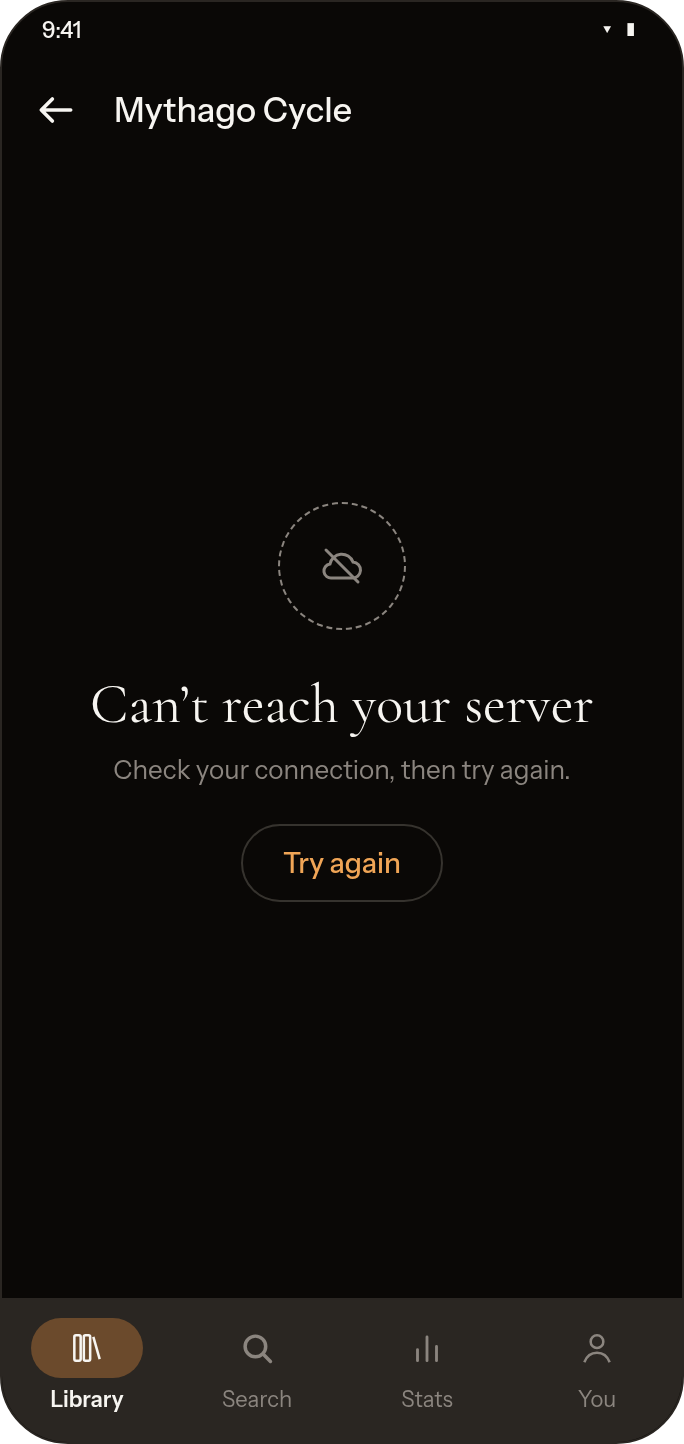 9:41
Mythago Cycle
Can’t reach your server
Check your connection, then try again.
Try again
Library
Search
Stats
You